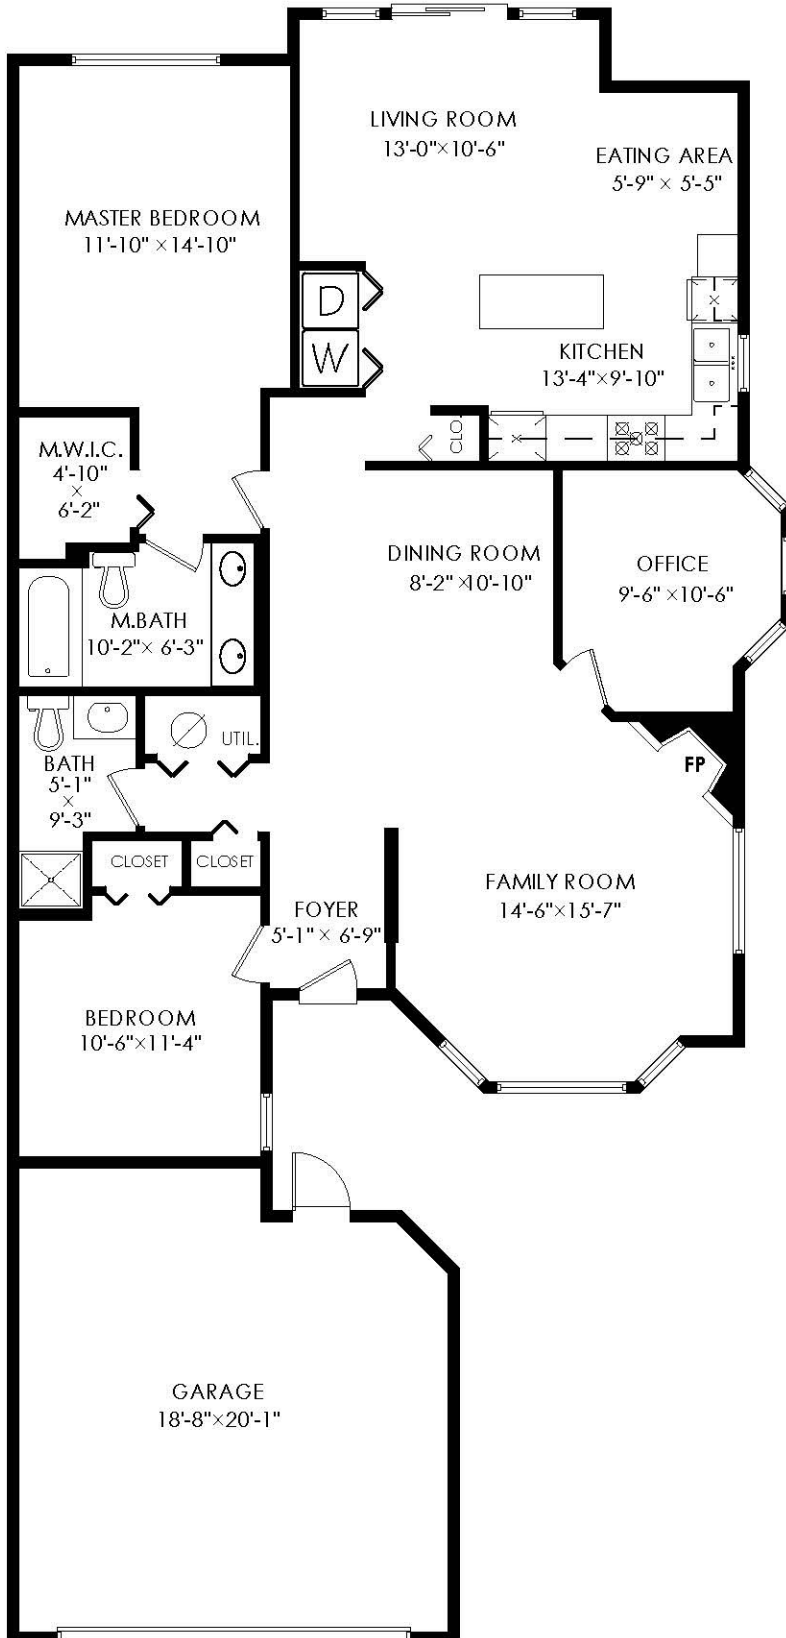 LIVING ROOM
13'-0"×10'-6"
EATING AREA
5'-9" × 5'-5"
MASTER BEDROOM
11'-10" ×14'-10"
D
W
KITCHEN
13'-4"×9'-10"
CLO.
M.W.I.C.
4'-10"
×
6'-2"
DINING ROOM
8'-2" ×10'-10"
OFFICE
9'-6" ×10'-6"
M.BATH
10'-2"× 6'-3"
UTIL.
BATH
5'-1"
×
9'-3"
FP
CLOSET
CLOSET
FAMILY ROOM
14'-6"×15'-7"
FOYER
5'-1" × 6'-9"
BEDROOM
10'-6"×11'-4"
GARAGE
18'-8"×20'-1"